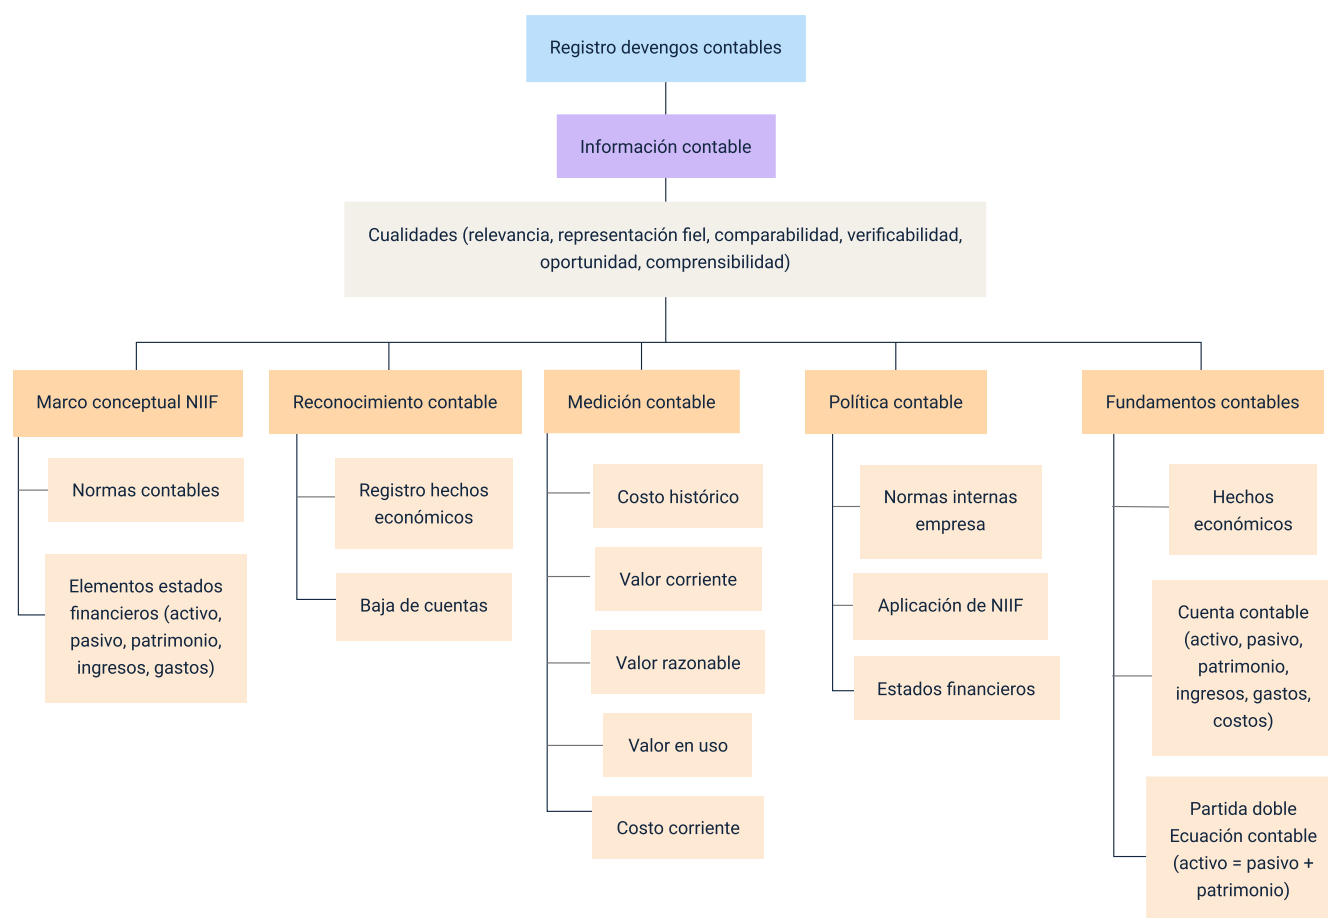 Registro devengos contables
Información contable
Cualidades (relevancia, representación fiel, comparabilidad, verificabilidad,
oportunidad, comprensibilidad)
Marco conceptual NIIF
Normas contables
Elementos estados
financieros (activo,
pasivo, patrimonio,
ingresos, gastos)
Reconocimiento contable
Registro hechos
económicos
Baja de cuentas
Medición contable
Costo histórico
Valor corriente
Valor razonable
Valor en uso
Costo corriente
Política contable
Normas internas
empresa
Aplicación de NIIF
Estados financieros
Fundamentos contables
Hechos
económicos
Cuenta contable
(activo, pasivo,
patrimonio,
ingresos, gastos,
costos)
Partida doble
Ecuación contable
(activo = pasivo +
patrimonio)